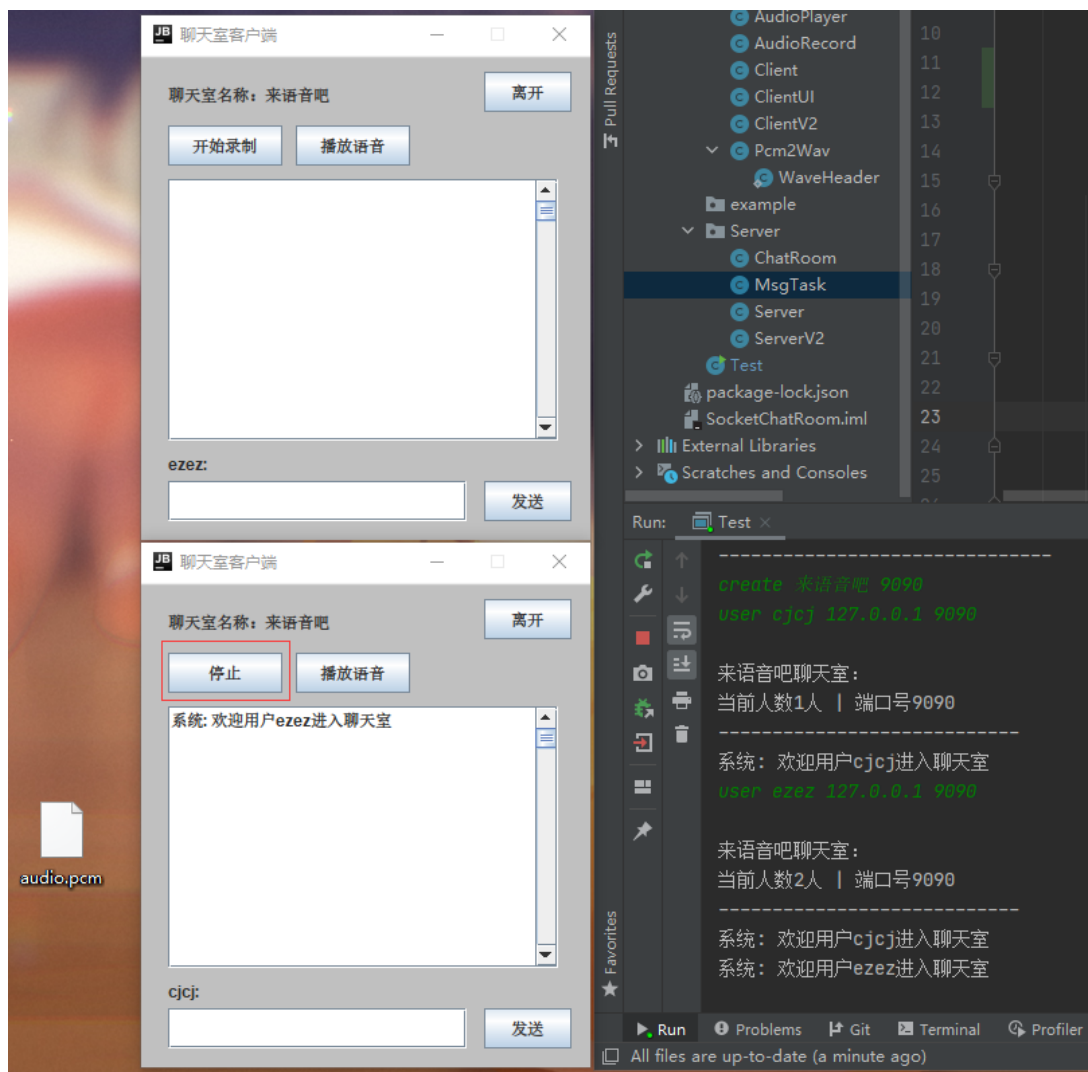 聊天室客户端
聊天室名称：来语音吧
离开
开始录制
播放语音
ezez:
发送
聊天室客户端
聊天室名称：来语音吧
离开
停止
播放语音
系统: 欢迎用户ezez进入聊天室
cjcj:
发送
audio.pcm
Pull Requests
AudioPlayer
AudioRecord
Client
ClientUI
ClientV2
Pcm2Wav
WaveHeader
example
Server
ChatRoom
MsgTask
Server
ServerV2
Test
package-lock.json
SocketChatRoom.iml
External Libraries
Scratches and Consoles
10
11
12
13
14
15
16
17
18
19
20
21
22
23
24
25
Run:
Test
-------------------------------
create 来语音吧 9090
user cjcj 127.0.0.1 9090
来语音吧聊天室：
当前人数1人 | 端口号9090
----------------------------
系统: 欢迎用户cjcj进入聊天室
user ezez 127.0.0.1 9090
来语音吧聊天室：
当前人数2人 | 端口号9090
----------------------------
系统: 欢迎用户cjcj进入聊天室
系统: 欢迎用户ezez进入聊天室
Favorites
Run
Problems
Git
Terminal
Profiler
All files are up-to-date (a minute ago)